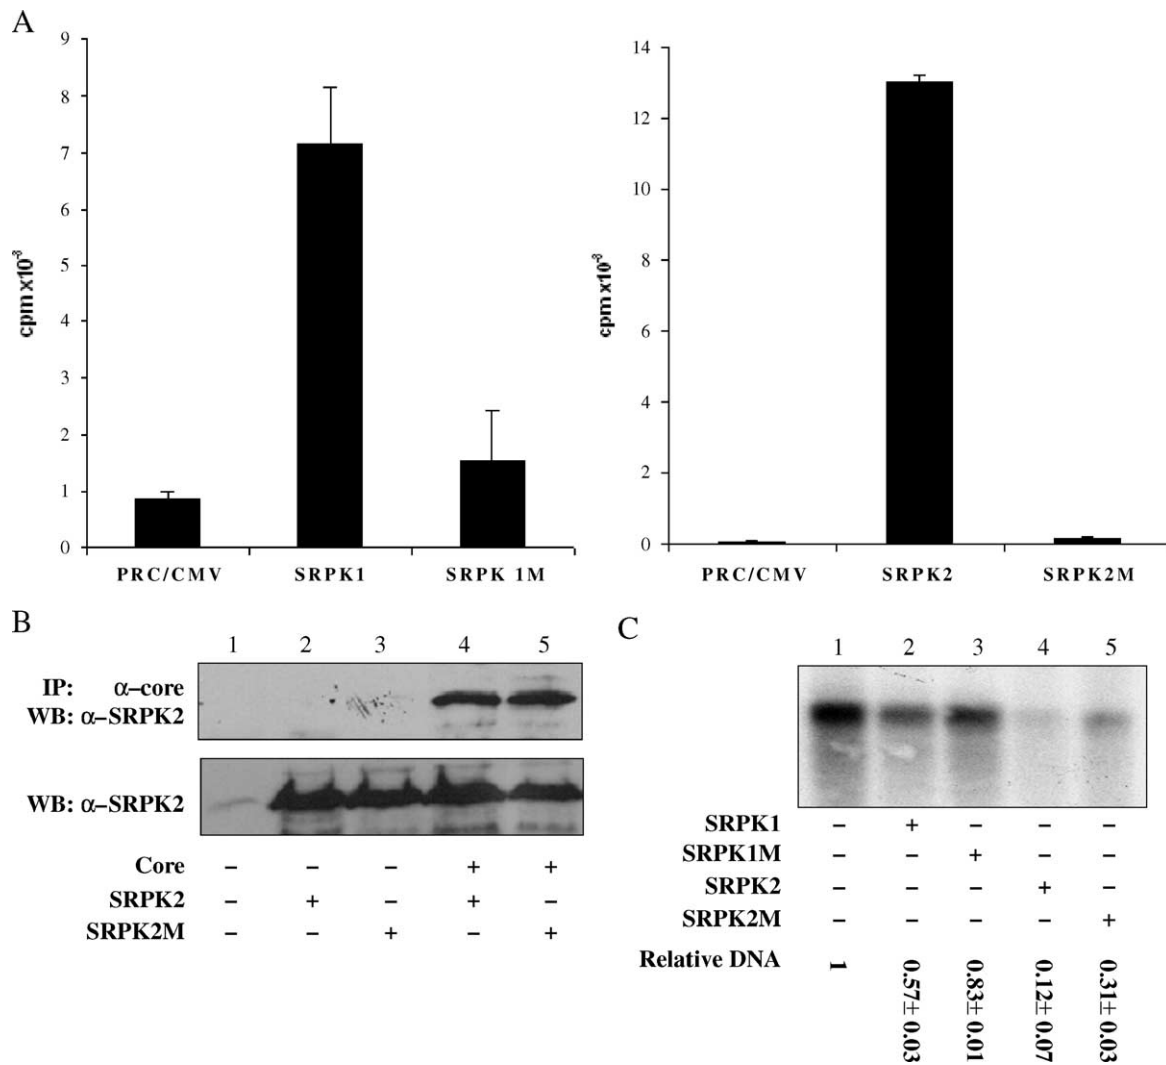 A
9
8
7
6
5
4
3
2
1
0
cpm x10⁻³
PRC/CMV SRPK1 SRPK 1M
14
12
10
8
6
4
2
0
cpm x10⁻³
PRC/CMV SRPK2 SRPK2M
B
1 2 3 4 5
IP: α–core
WB: α–SRPK2
WB: α–SRPK2
Core – – – + +
SRPK2 – + – + –
SRPK2M – – + – +
C
1 2 3 4 5
SRPK1 – + – – –
SRPK1M – – + – –
SRPK2 – – – + –
SRPK2M – – – – +
Relative DNA 1 0.57± 0.03 0.83± 0.01 0.12± 0.07 0.31± 0.03